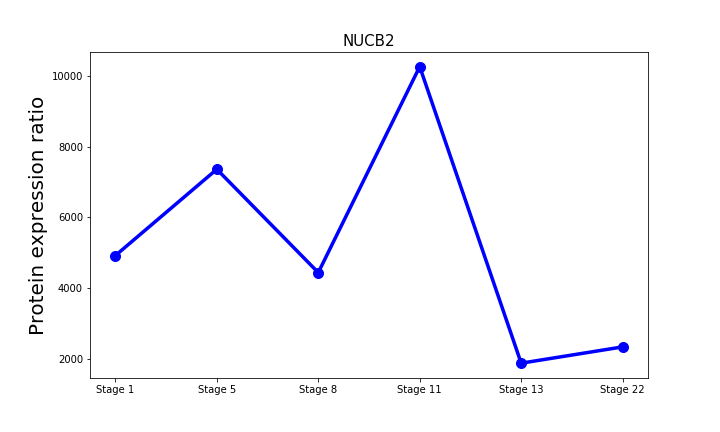 NUCB2
Protein expression ratio
10000
8000
6000
4000
2000
Stage 1 Stage 5 Stage 8 Stage 11 Stage 13 Stage 22